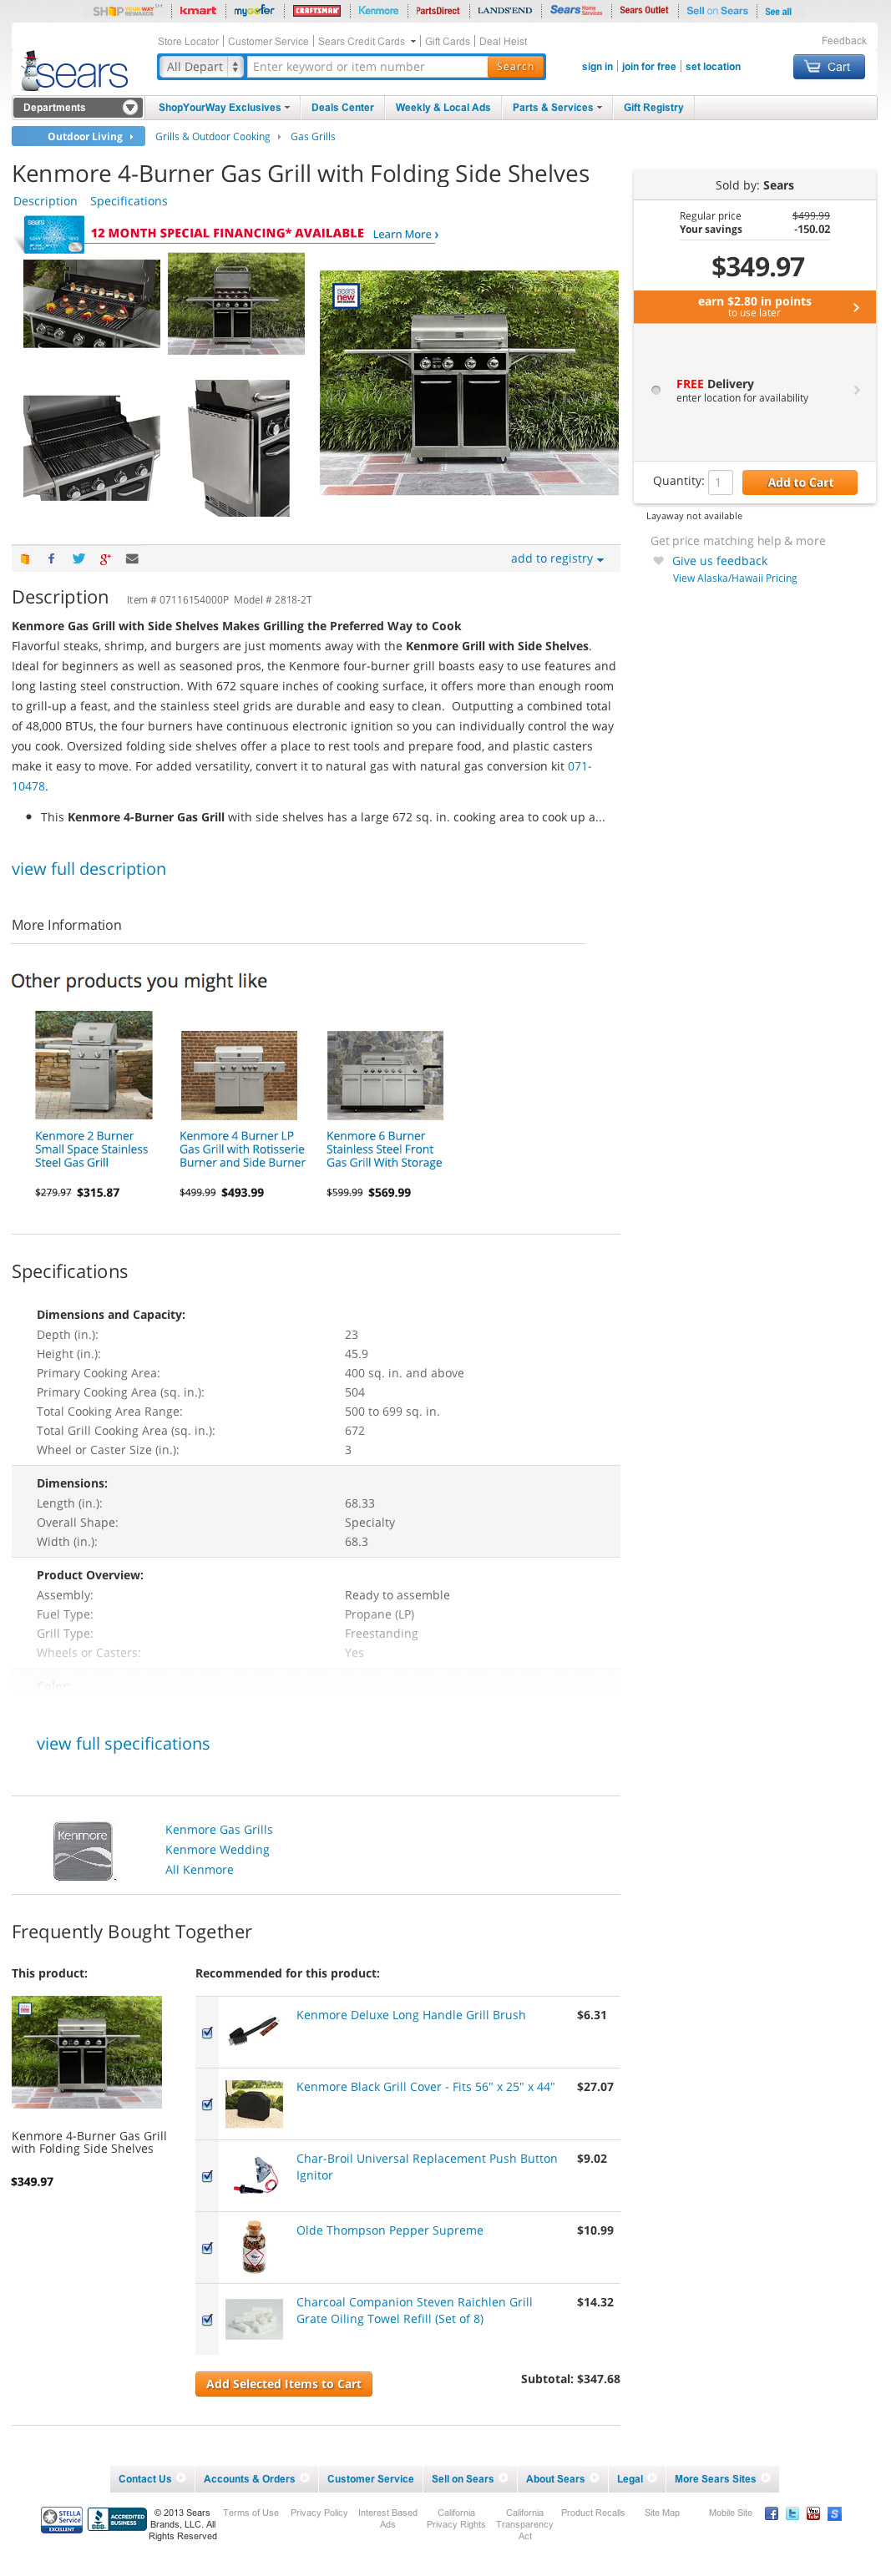 SHOP YOUR WAY REWARDS kmart mygofer CRAFTSMAN Kenmore PartsDirect LANDS'END Sears Home Services Sears Outlet Sell on Sears See all
Store Locator Customer Service Sears Credit Cards Gift Cards Deal Heist Feedback
sears All Depart Enter keyword or item number Search sign in join for free set location Cart
Departments ShopYourWay Exclusives Deals Center Weekly & Local Ads Parts & Services Gift Registry
Outdoor Living Grills & Outdoor Cooking Gas Grills
Kenmore 4-Burner Gas Grill with Folding Side Shelves
Description Specifications
sears
12 MONTH SPECIAL FINANCING* AVAILABLE Learn More ›
sears new
Sold by: Sears
Regular price $499.99
Your savings -150.02
$349.97
earn $2.80 in points
to use later
FREE Delivery
enter location for availability
Quantity: 1 Add to Cart
Layaway not available
Get price matching help & more
Give us feedback
View Alaska/Hawaii Pricing
add to registry
Description Item # 07116154000P Model # 2818-2T
Kenmore Gas Grill with Side Shelves Makes Grilling the Preferred Way to Cook
Flavorful steaks, shrimp, and burgers are just moments away with the Kenmore Grill with Side Shelves.
Ideal for beginners as well as seasoned pros, the Kenmore four-burner grill boasts easy to use features and
long lasting steel construction. With 672 square inches of cooking surface, it offers more than enough room
to grill-up a feast, and the stainless steel grids are durable and easy to clean. Outputting a combined total
of 48,000 BTUs, the four burners have continuous electronic ignition so you can individually control the way
you cook. Oversized folding side shelves offer a place to rest tools and prepare food, and plastic casters
make it easy to move. For added versatility, convert it to natural gas with natural gas conversion kit 071-
10478.
• This Kenmore 4-Burner Gas Grill with side shelves has a large 672 sq. in. cooking area to cook up a...
view full description
More Information
Other products you might like
Kenmore 2 Burner
Small Space Stainless
Steel Gas Grill
$279.97 $315.87
Kenmore 4 Burner LP
Gas Grill with Rotisserie
Burner and Side Burner
$499.99 $493.99
Kenmore 6 Burner
Stainless Steel Front
Gas Grill With Storage
$599.99 $569.99
Specifications
Dimensions and Capacity:
Depth (in.): 23
Height (in.): 45.9
Primary Cooking Area: 400 sq. in. and above
Primary Cooking Area (sq. in.): 504
Total Cooking Area Range: 500 to 699 sq. in.
Total Grill Cooking Area (sq. in.): 672
Wheel or Caster Size (in.): 3
Dimensions:
Length (in.): 68.33
Overall Shape: Specialty
Width (in.): 68.3
Product Overview:
Assembly: Ready to assemble
Fuel Type: Propane (LP)
Grill Type: Freestanding
Wheels or Casters: Yes
Color:
view full specifications
Kenmore
Kenmore Gas Grills
Kenmore Wedding
All Kenmore
Frequently Bought Together
This product:
Kenmore 4-Burner Gas Grill
with Folding Side Shelves
$349.97
Recommended for this product:
Kenmore Deluxe Long Handle Grill Brush $6.31
Kenmore Black Grill Cover - Fits 56" x 25" x 44" $27.07
Char-Broil Universal Replacement Push Button $9.02
Ignitor
Olde Thompson Pepper Supreme $10.99
Charcoal Companion Steven Raichlen Grill $14.32
Grate Oiling Towel Refill (Set of 8)
Add Selected Items to Cart Subtotal: $347.68
Contact Us Accounts & Orders Customer Service Sell on Sears About Sears Legal More Sears Sites
STELLA Service EXCELLENT
BBB ACCREDITED BUSINESS
© 2013 Sears
Brands, LLC. All
Rights Reserved
Terms of Use
Privacy Policy
Interest Based
Ads
California
Privacy Rights
California
Transparency
Act
Product Recalls
Site Map
Mobile Site